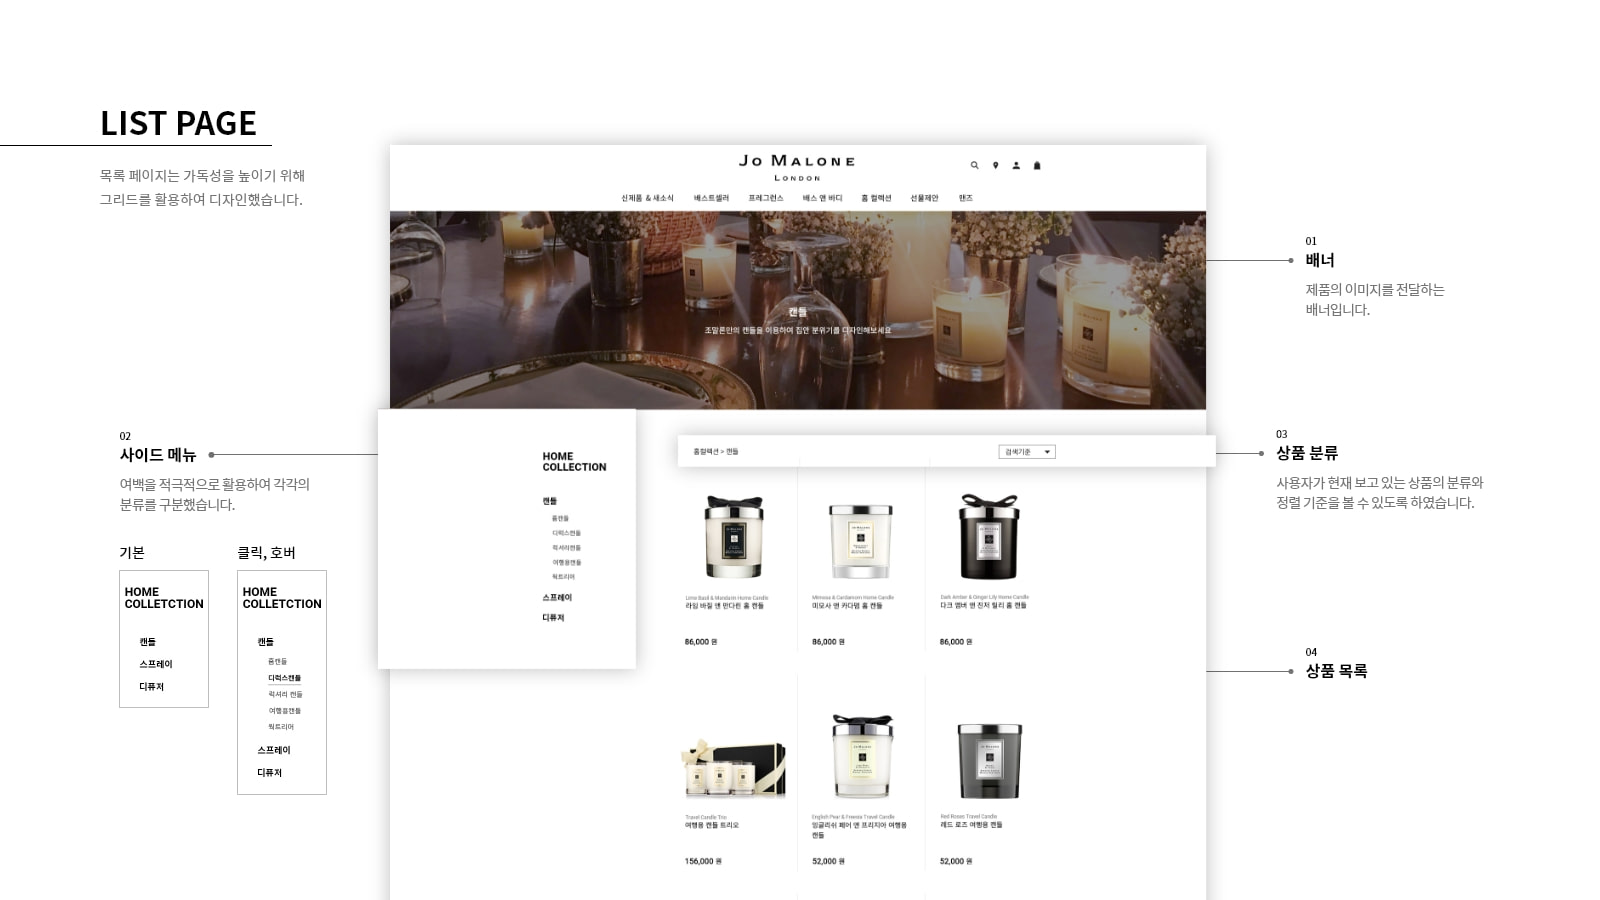 LIST PAGE
목록 페이지는 가독성을 높이기 위해
그리드를 활용하여 디자인했습니다.
JO MALONE
LONDON
신제품 & 새소식 베스트셀러 프레그런스 배스 앤 바디 홈 컬렉션 선물제안 맨즈
캔들
조말론만의 캔들을 이용하여 집안 분위기를 디자인해보세요
01
배너
제품의 이미지를 전달하는
배너입니다.
02
사이드 메뉴
여백을 적극적으로 활용하여 각각의
분류를 구분했습니다.
기본
HOME
COLLETCTION
캔들
스프레이
디퓨저
클릭, 호버
HOME
COLLETCTION
캔들
홈캔들
디럭스캔들
럭셔리 캔들
여행용캔들
윅트리머
스프레이
디퓨저
HOME
COLLECTION
캔들
홈캔들
디럭스캔들
럭셔리캔들
여행용캔들
윅트리머
스프레이
디퓨저
홈컬렉션 > 캔들
검색기준
03
상품 분류
사용자가 현재 보고 있는 상품의 분류와
정렬 기준을 볼 수 있도록 하였습니다.
04
상품 목록
Lime Basil & Mandarin Home Candle
라임 바질 앤 만다린 홈 캔들
86,000 원
Mimosa & Cardamom Home Candle
미모사 앤 카다멈 홈 캔들
86,000 원
Dark Amber & Ginger Lily Home Candle
다크 엠버 앤 진저 릴리 홈 캔들
86,000 원
Travel Candle Trio
여행용 캔들 트리오
156,000 원
English Pear & Freesia Travel Candle
잉글리쉬 페어 앤 프리지아 여행용
캔들
52,000 원
Red Roses Travel Candle
레드 로즈 여행용 캔들
52,000 원